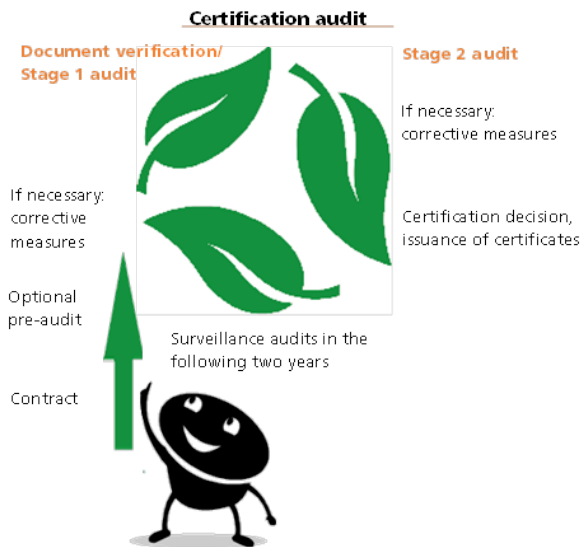 Certification audit
Document verification/
Stage 1 audit
Stage 2 audit
If necessary:
corrective measures
If necessary:
corrective
measures
Certification decision,
issuance of certificates
Optional
pre-audit
Surveillance audits in the
following two years
Contract